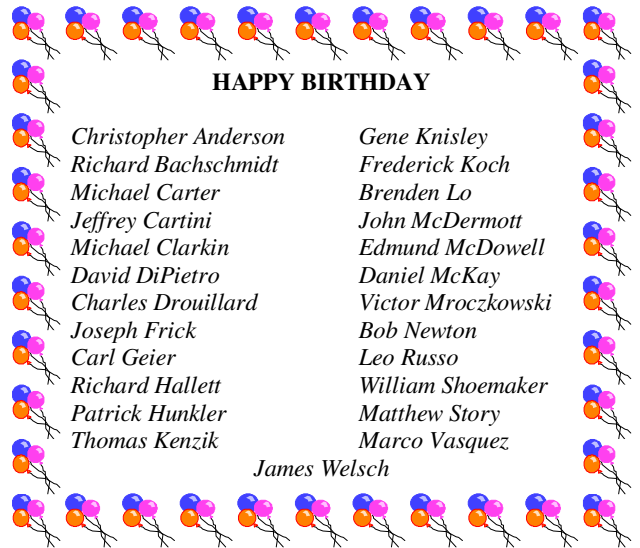 HAPPY BIRTHDAY
Christopher Anderson
Richard Bachschmidt
Michael Carter
Jeffrey Cartini
Michael Clarkin
David DiPietro
Charles Drouillard
Joseph Frick
Carl Geier
Richard Hallett
Patrick Hunkler
Thomas Kenzik
Gene Knisley
Frederick Koch
Brenden Lo
John McDermott
Edmund McDowell
Daniel McKay
Victor Mroczkowski
Bob Newton
Leo Russo
William Shoemaker
Matthew Story
Marco Vasquez
James Welsch